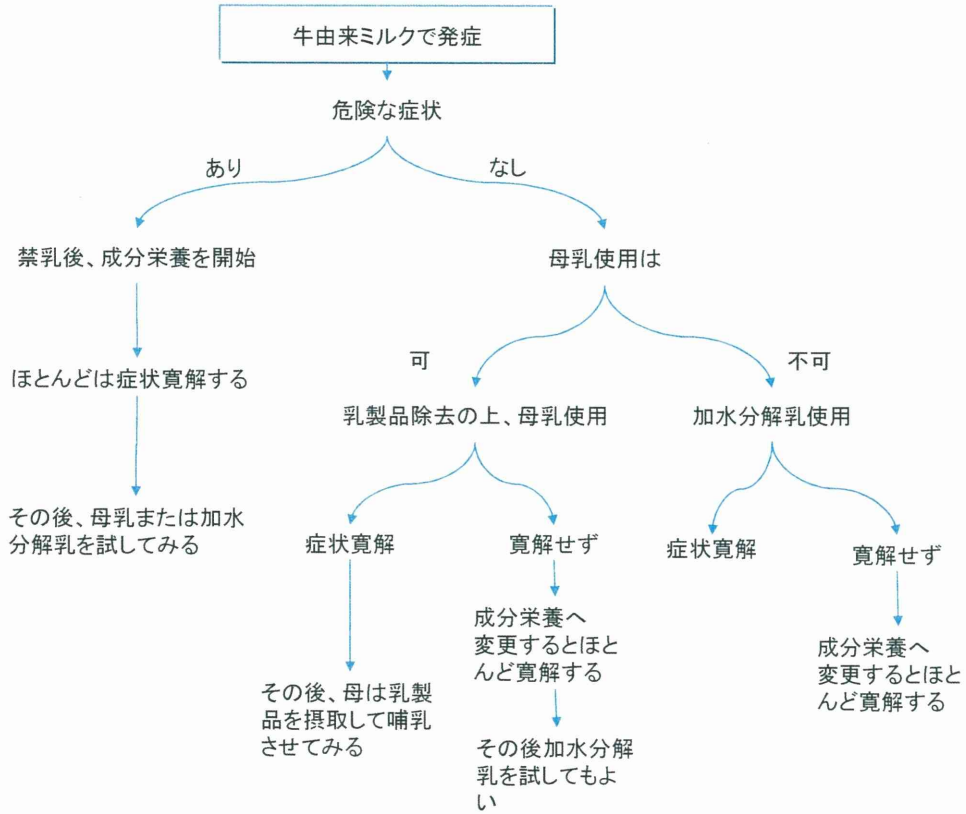 牛由来ミルクで発症
危険な症状
あり
なし
禁乳後、成分栄養を開始
母乳使用は
可
不可
ほとんどは症状寛解する
乳製品除去の上、母乳使用
加水分解乳使用
その後、母乳または加水
分解乳を試してみる
症状寛解
寛解せず
症状寛解
寛解せず
成分栄養へ
変更するとほと
んど寛解する
成分栄養へ
変更するとほと
んど寛解する
その後、母は乳製
品を摂取して哺乳
させてみる
その後加水分解
乳を試してもよ
い